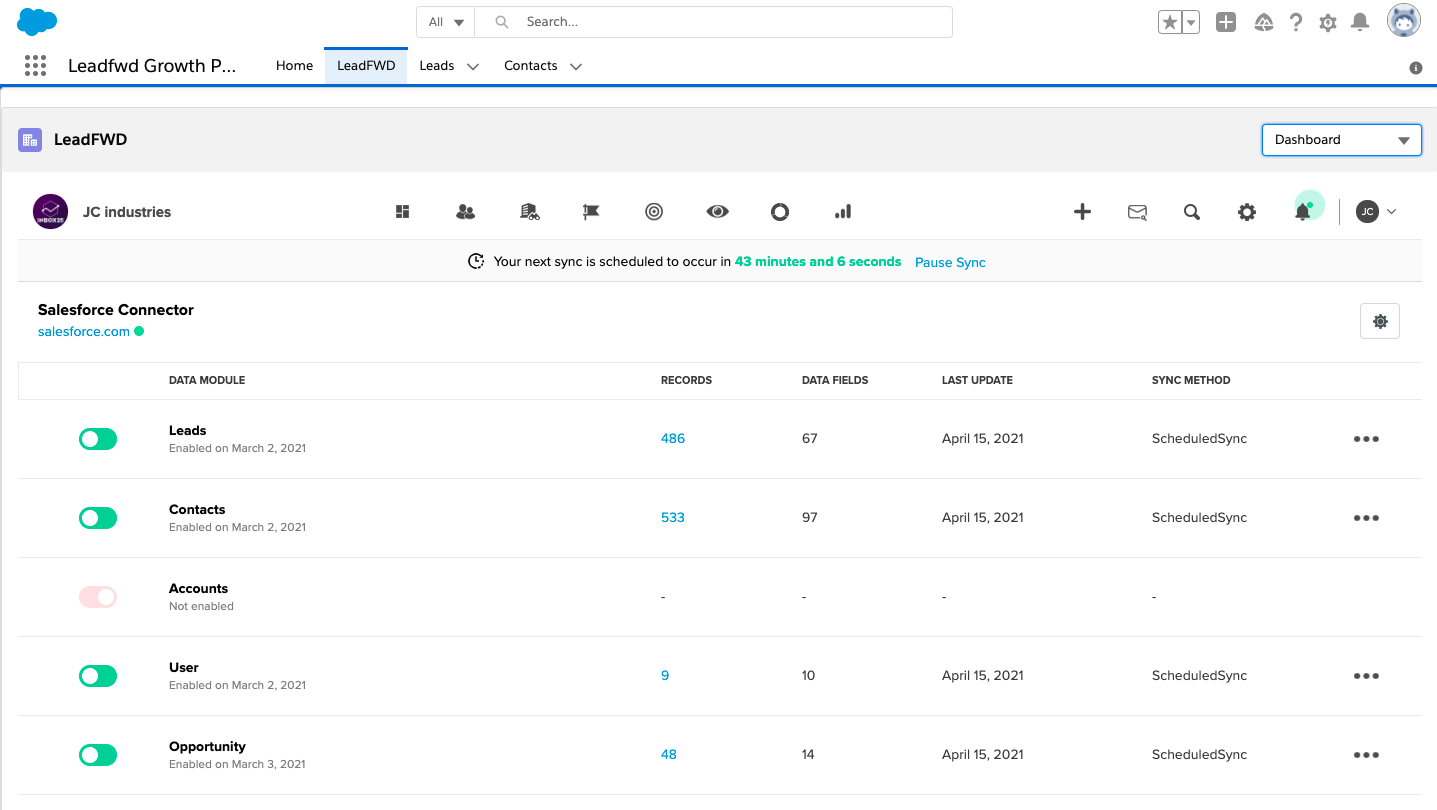 All
Search...
Leadfwd Growth P...
Home
LeadFWD
Leads
Contacts
LeadFWD
Dashboard
INBOX25
JC industries
JC
Your next sync is scheduled to occur in 43 minutes and 6 seconds Pause Sync
Salesforce Connector
salesforce.com
DATA MODULE RECORDS DATA FIELDS LAST UPDATE SYNC METHOD
Leads
Enabled on March 2, 2021
486 67 April 15, 2021 ScheduledSync
Contacts
Enabled on March 2, 2021
533 97 April 15, 2021 ScheduledSync
Accounts
Not enabled
- - - -
User
Enabled on March 2, 2021
9 10 April 15, 2021 ScheduledSync
Opportunity
Enabled on March 3, 2021
48 14 April 15, 2021 ScheduledSync